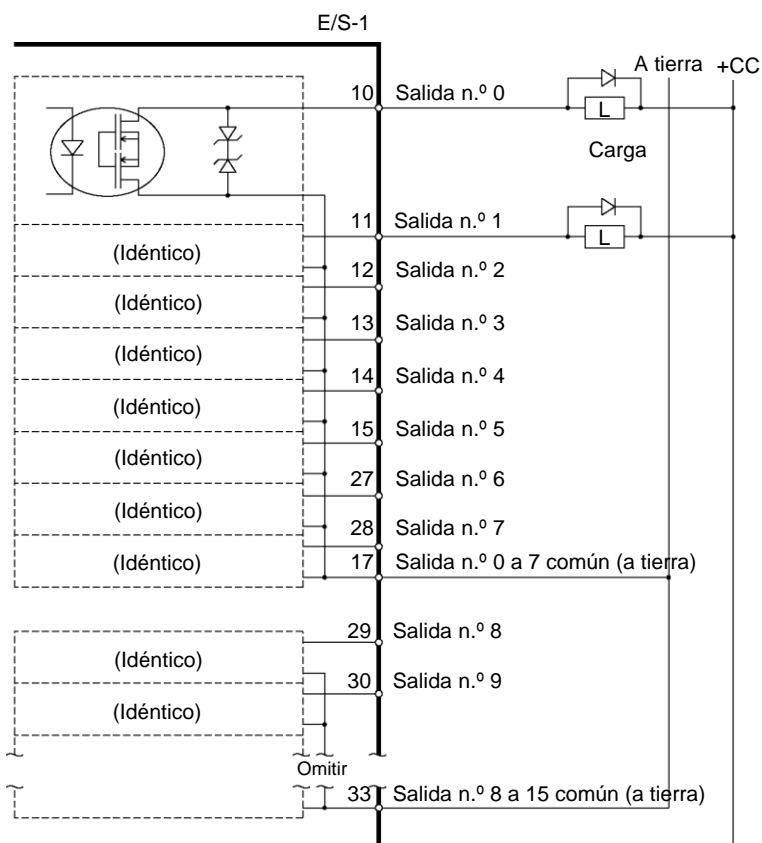 E/S-1
A tierra +CC
10 Salida n.º 0
L
Carga
11 Salida n.º 1
L
(Idéntico)
12 Salida n.º 2
(Idéntico)
13 Salida n.º 3
(Idéntico)
14 Salida n.º 4
(Idéntico)
15 Salida n.º 5
(Idéntico)
27 Salida n.º 6
(Idéntico)
28 Salida n.º 7
(Idéntico)
17 Salida n.º 0 a 7 común (a tierra)
29 Salida n.º 8
(Idéntico)
30 Salida n.º 9
(Idéntico)
Omitir
33 Salida n.º 8 a 15 común (a tierra)